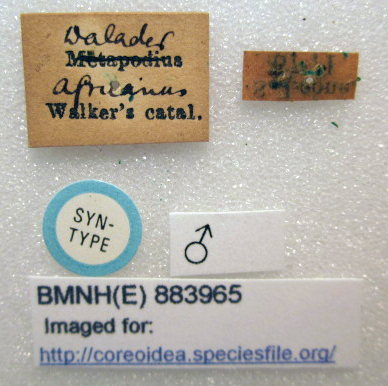 Dalader
Metapodius
africanus
Walker's catal.
SYN-
TYPE
♂
BMNH(E) 883965
Imaged for:
http://coreoidea.speciesfile.org/